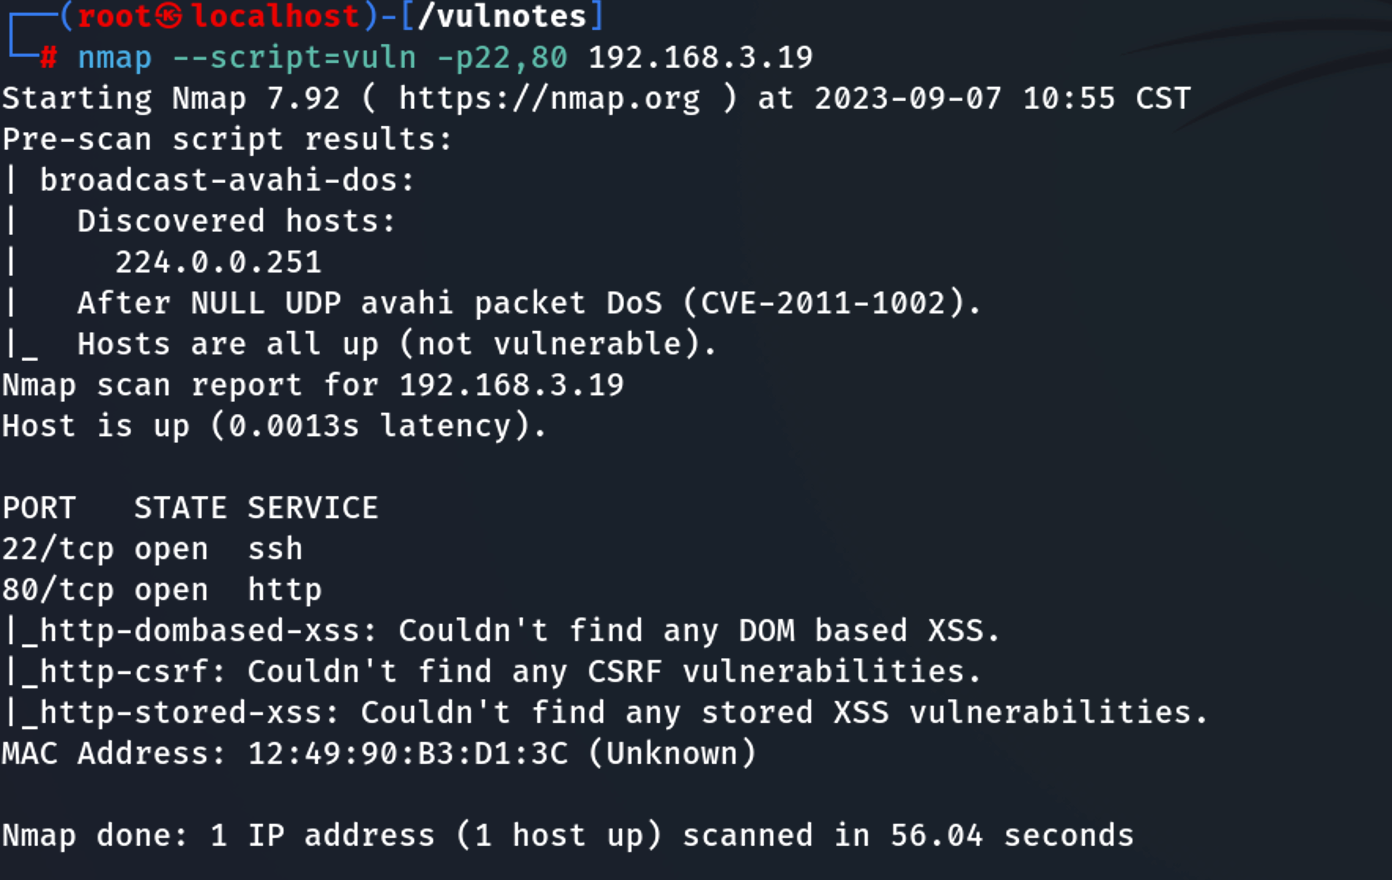 ┌──(root㉿localhost)-[/vulnotes]
└─# nmap --script=vuln -p22,80 192.168.3.19
Starting Nmap 7.92 ( https://nmap.org ) at 2023-09-07 10:55 CST
Pre-scan script results:
| broadcast-avahi-dos:
|   Discovered hosts:
|     224.0.0.251
|   After NULL UDP avahi packet DoS (CVE-2011-1002).
|_  Hosts are all up (not vulnerable).
Nmap scan report for 192.168.3.19
Host is up (0.0013s latency).

PORT   STATE SERVICE
22/tcp open  ssh
80/tcp open  http
|_http-dombased-xss: Couldn't find any DOM based XSS.
|_http-csrf: Couldn't find any CSRF vulnerabilities.
|_http-stored-xss: Couldn't find any stored XSS vulnerabilities.
MAC Address: 12:49:90:B3:D1:3C (Unknown)

Nmap done: 1 IP address (1 host up) scanned in 56.04 seconds